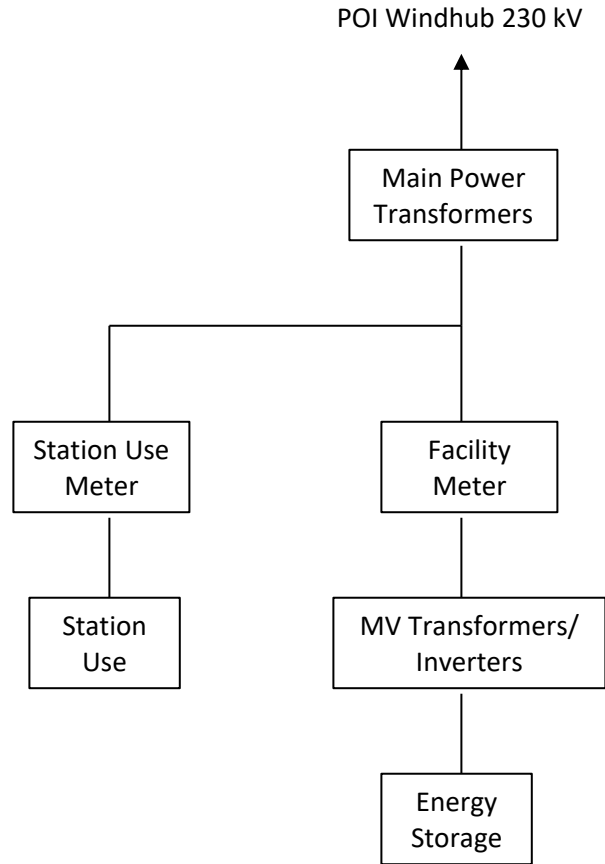 POI Windhub 230 kV
Main Power
Transformers
Station Use
Meter
Facility
Meter
Station
Use
MV Transformers/
Inverters
Energy
Storage